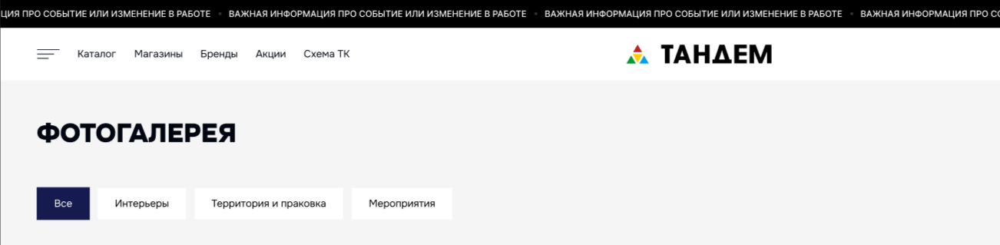 ЦИЯ ПРО СОБЫТИЕ ИЛИ ИЗМЕНЕНИЕ В РАБОТЕ • ВАЖНАЯ ИНФОРМАЦИЯ ПРО СОБЫТИЕ ИЛИ ИЗМЕНЕНИЕ В РАБОТЕ • ВАЖНАЯ ИНФОРМАЦИЯ ПРО СОБЫТИЕ ИЛИ ИЗМЕНЕНИЕ В РАБОТЕ • ВАЖНАЯ ИНФОРМАЦИЯ ПРО СО
Каталог Магазины Бренды Акции Схема ТК ТАНДЕМ
ФОТОГАЛЕРЕЯ
Все Интерьеры Территория и праковка Мероприятия